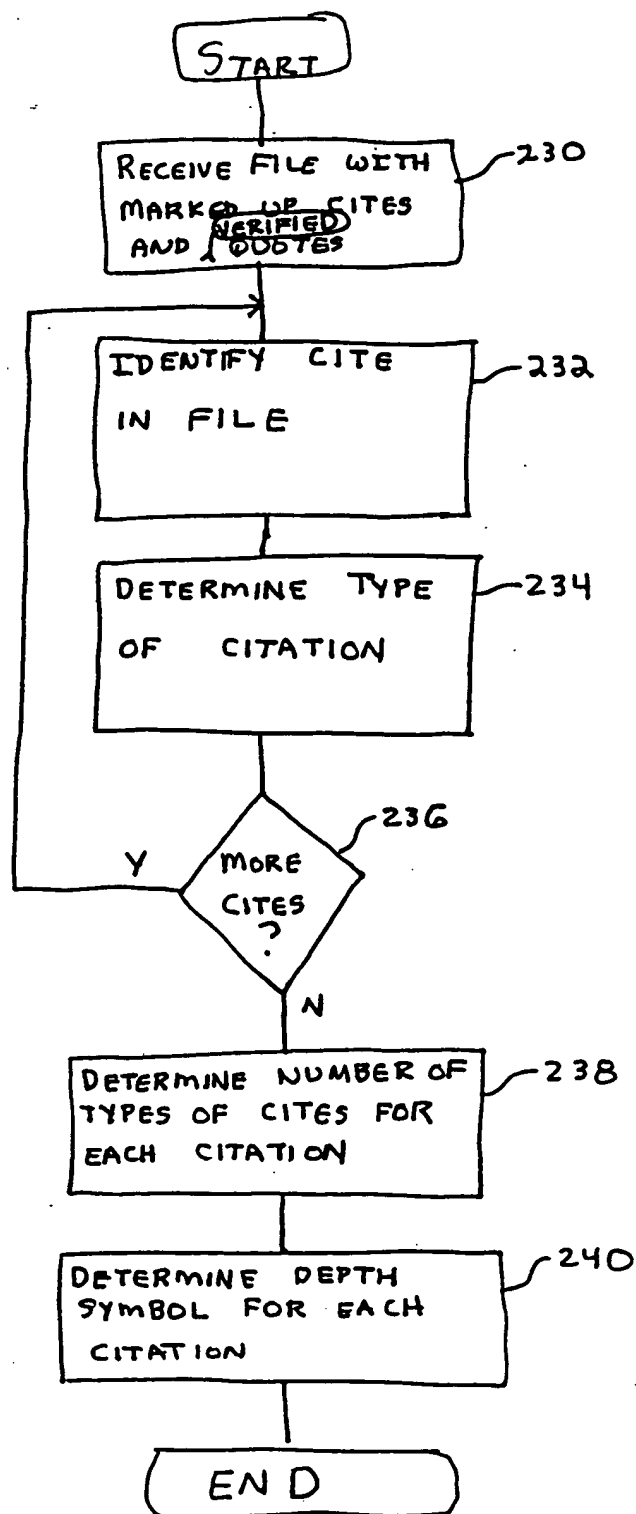 START
RECEIVE FILE WITH
MARKED UP CITES
VERIFIED
AND QUOTES
230
IDENTIFY CITE
IN FILE
232
DETERMINE TYPE
OF CITATION
234
MORE
CITES
?
236
Y
N
DETERMINE NUMBER OF
TYPES OF CITES FOR
EACH CITATION
238
DETERMINE DEPTH
SYMBOL FOR EACH
CITATION
240
END